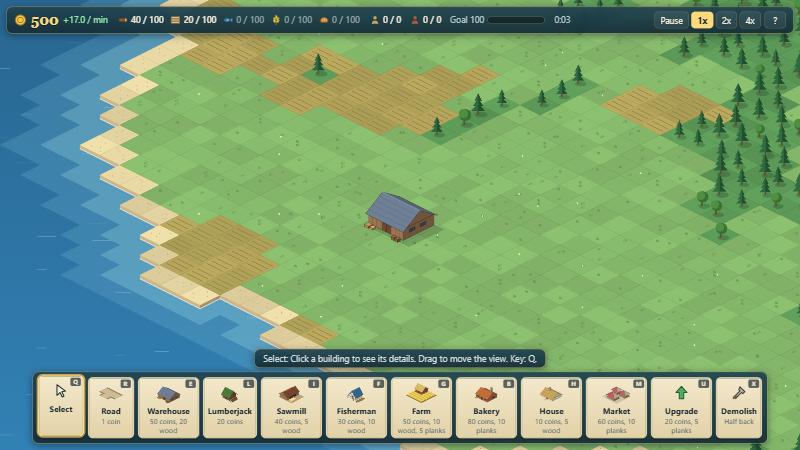 500 +17.0 / min 40 / 100 20 / 100 0 / 100 0 / 100 0 / 100 0 / 0 0 / 0 Goal 100 0:03 Pause 1x 2x 4x ?
Select: Click a building to see its details. Drag to move the view. Key: Q.
Q
Select
R
Road
1 coin
E
Warehouse
50 coins, 20
wood
L
Lumberjack
20 coins
I
Sawmill
40 coins, 5
wood
F
Fisherman
30 coins, 10
wood
G
Farm
50 coins, 10
wood, 5 planks
B
Bakery
80 coins, 10
planks
H
House
10 coins, 5
wood
M
Market
60 coins, 10
planks
U
Upgrade
20 coins, 5
planks
X
Demolish
Half back